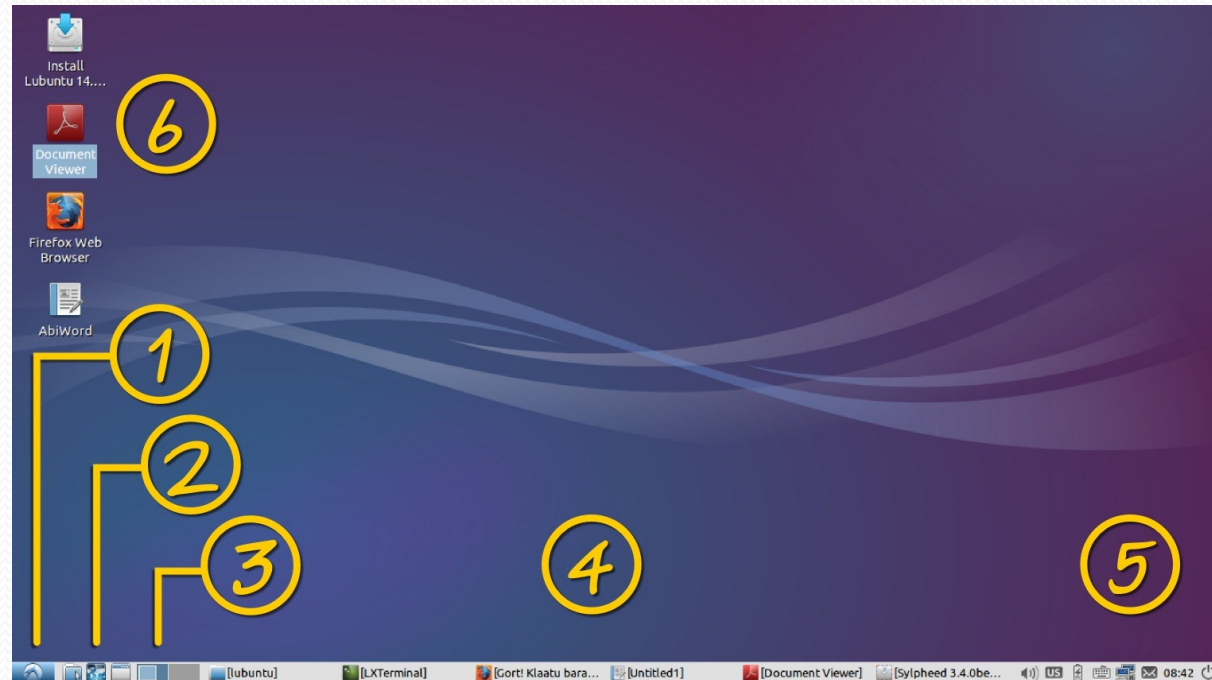 Install
Lubuntu 14....
6
Document
Viewer
Firefox Web
Browser
AbiWord
1
2
3
4
5
[lubuntu] [LXTerminal] [Gort! Klaatu bara... [Untitled1] [Document Viewer] [Sylpheed 3.4.0be... US 08:42